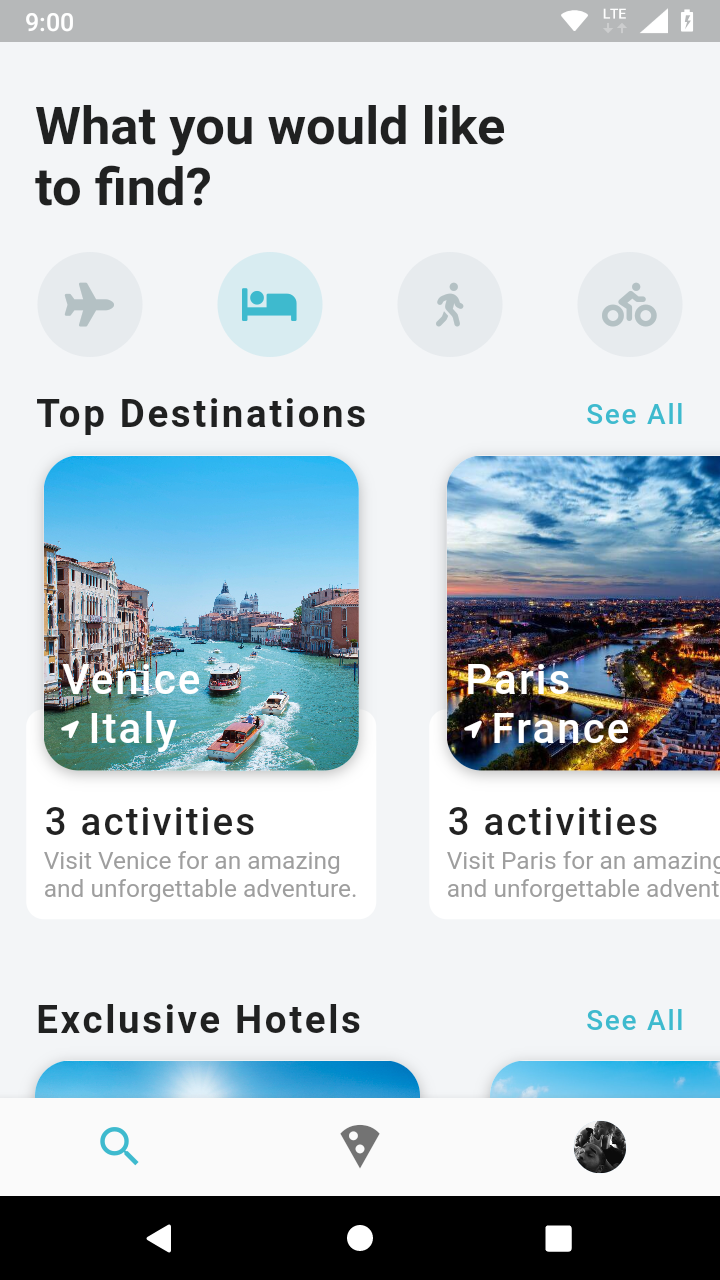 9:00
LTE
What you would like
to find?
Top Destinations
See All
Venice
Italy
3 activities
Visit Venice for an amazing
and unforgettable adventure.
Paris
France
3 activities
Visit Paris for an amazing
and unforgettable advent
Exclusive Hotels
See All